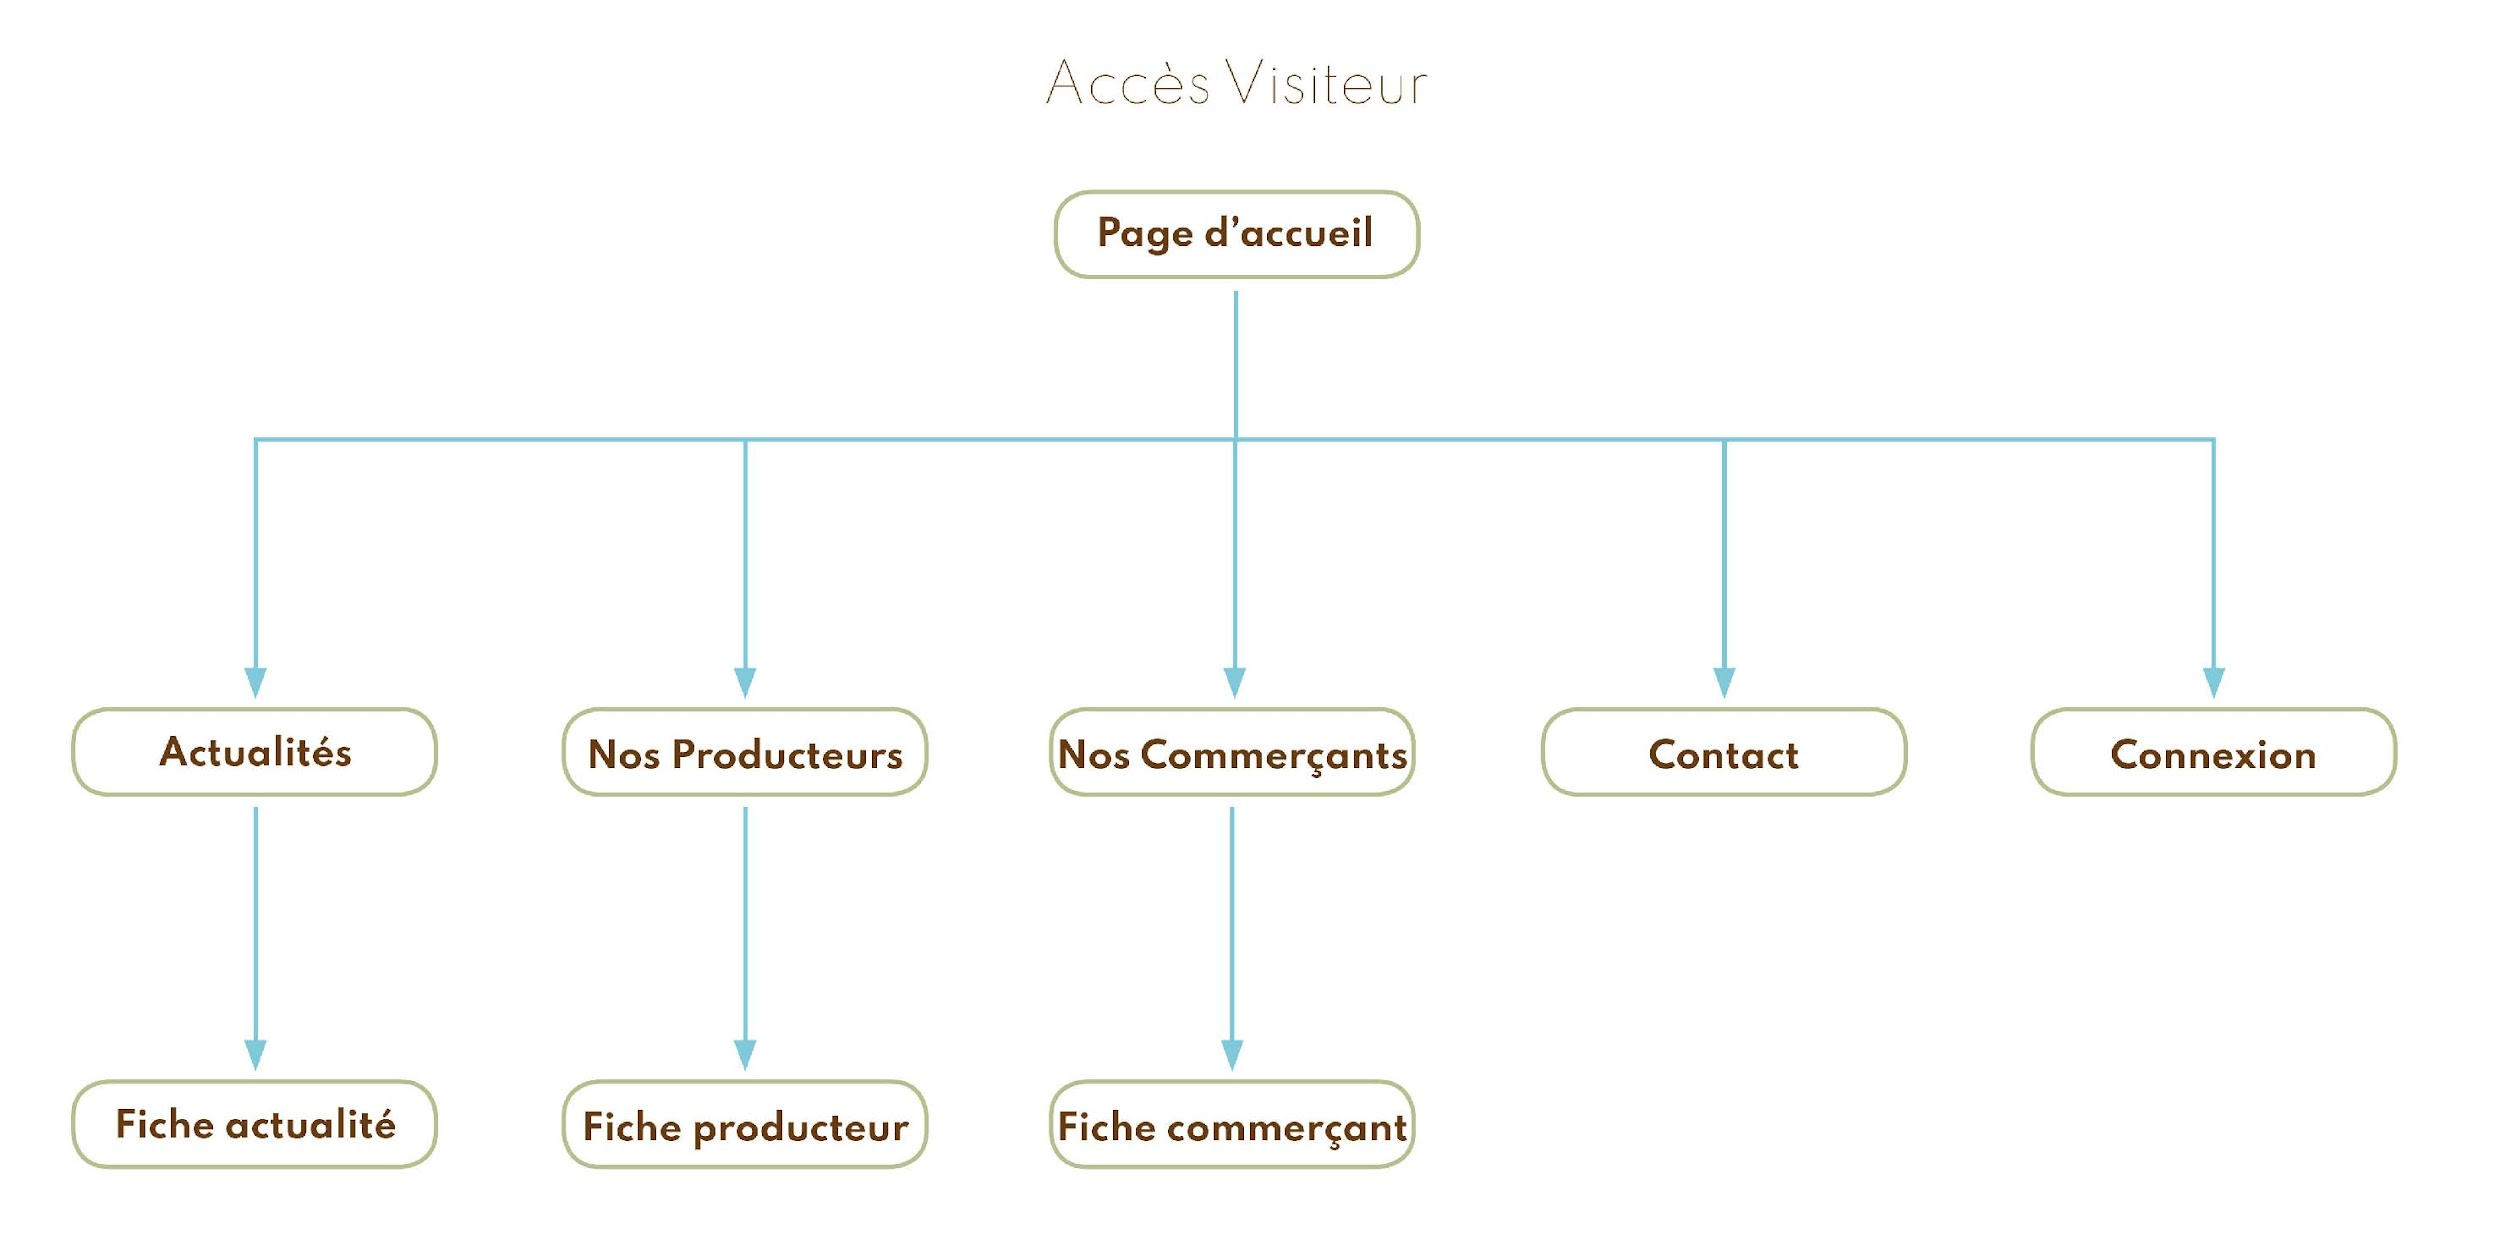 Accès Visiteur
Page d’accueil
Actualités
Nos Producteurs
Nos Commerçants
Contact
Connexion
Fiche actualité
Fiche producteur
Fiche commerçant